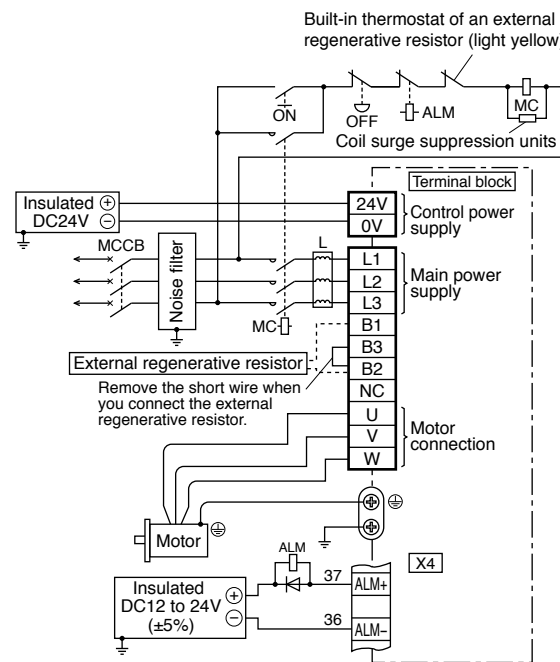 Built-in thermostat of an external
regenerative resistor (light yellow)
ON
OFF
ALM
MC
Coil surge suppression units
Terminal block
Insulated
DC24V
24V
0V
Control power
supply
MCCB
Noise filter
L
L1
L2
L3
Main power
supply
MC
B1
B3
B2
NC
External regenerative resistor
Remove the short wire when
you connect the external
regenerative resistor.
U
V
W
Motor
connection
Motor
X4
ALM
37
ALM+
36
ALM−
Insulated
DC12 to 24V
(±5%)